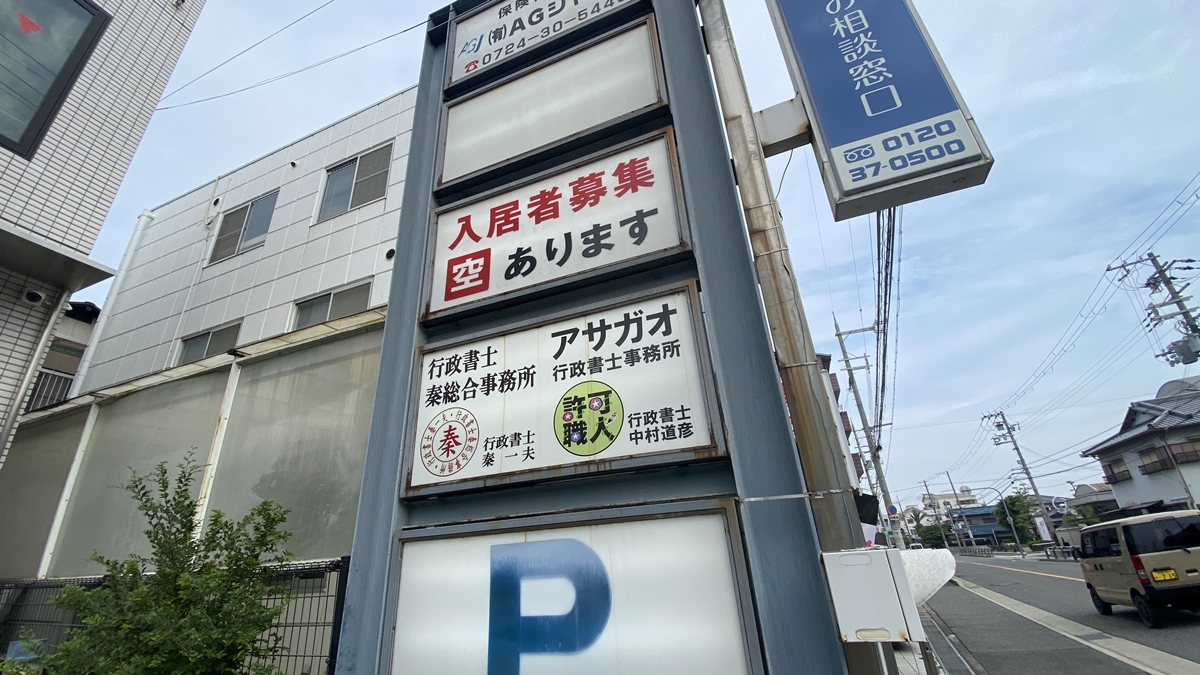 AGJ
(有)AGジャ
☎0724-30-544
の相談窓口
0120
37-0500
入居者募集
空 あります
行政書士
秦総合事務所
秦
行政書士
秦 一夫
アサガオ
行政書士事務所
許可
職人
行政書士
中村道彦
P